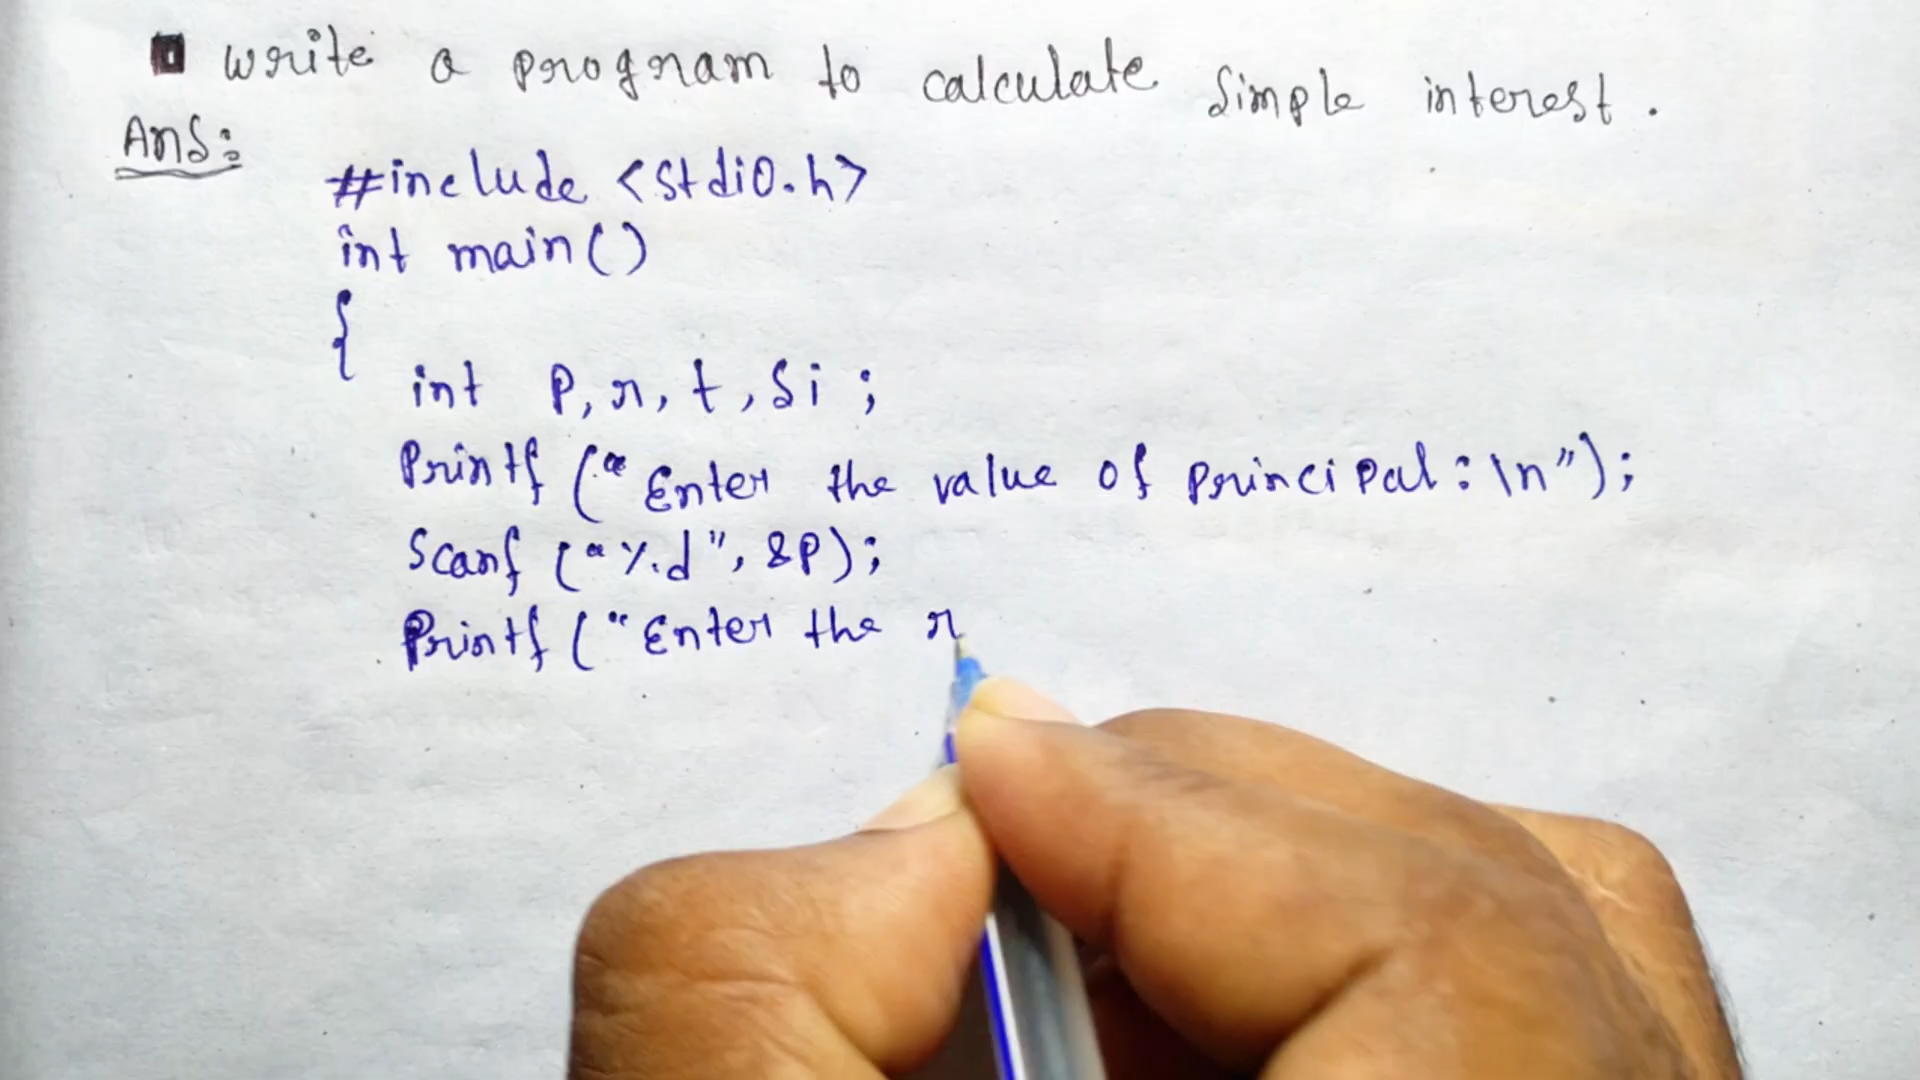 write a program to calculate simple interest.
Ans:
#include <stdio.h>
int main()
{
int P, r, t, Si ;
Printf ("Enter the value of principal : \n");
Scanf ("%d", &P);
Printf ("Enter the r